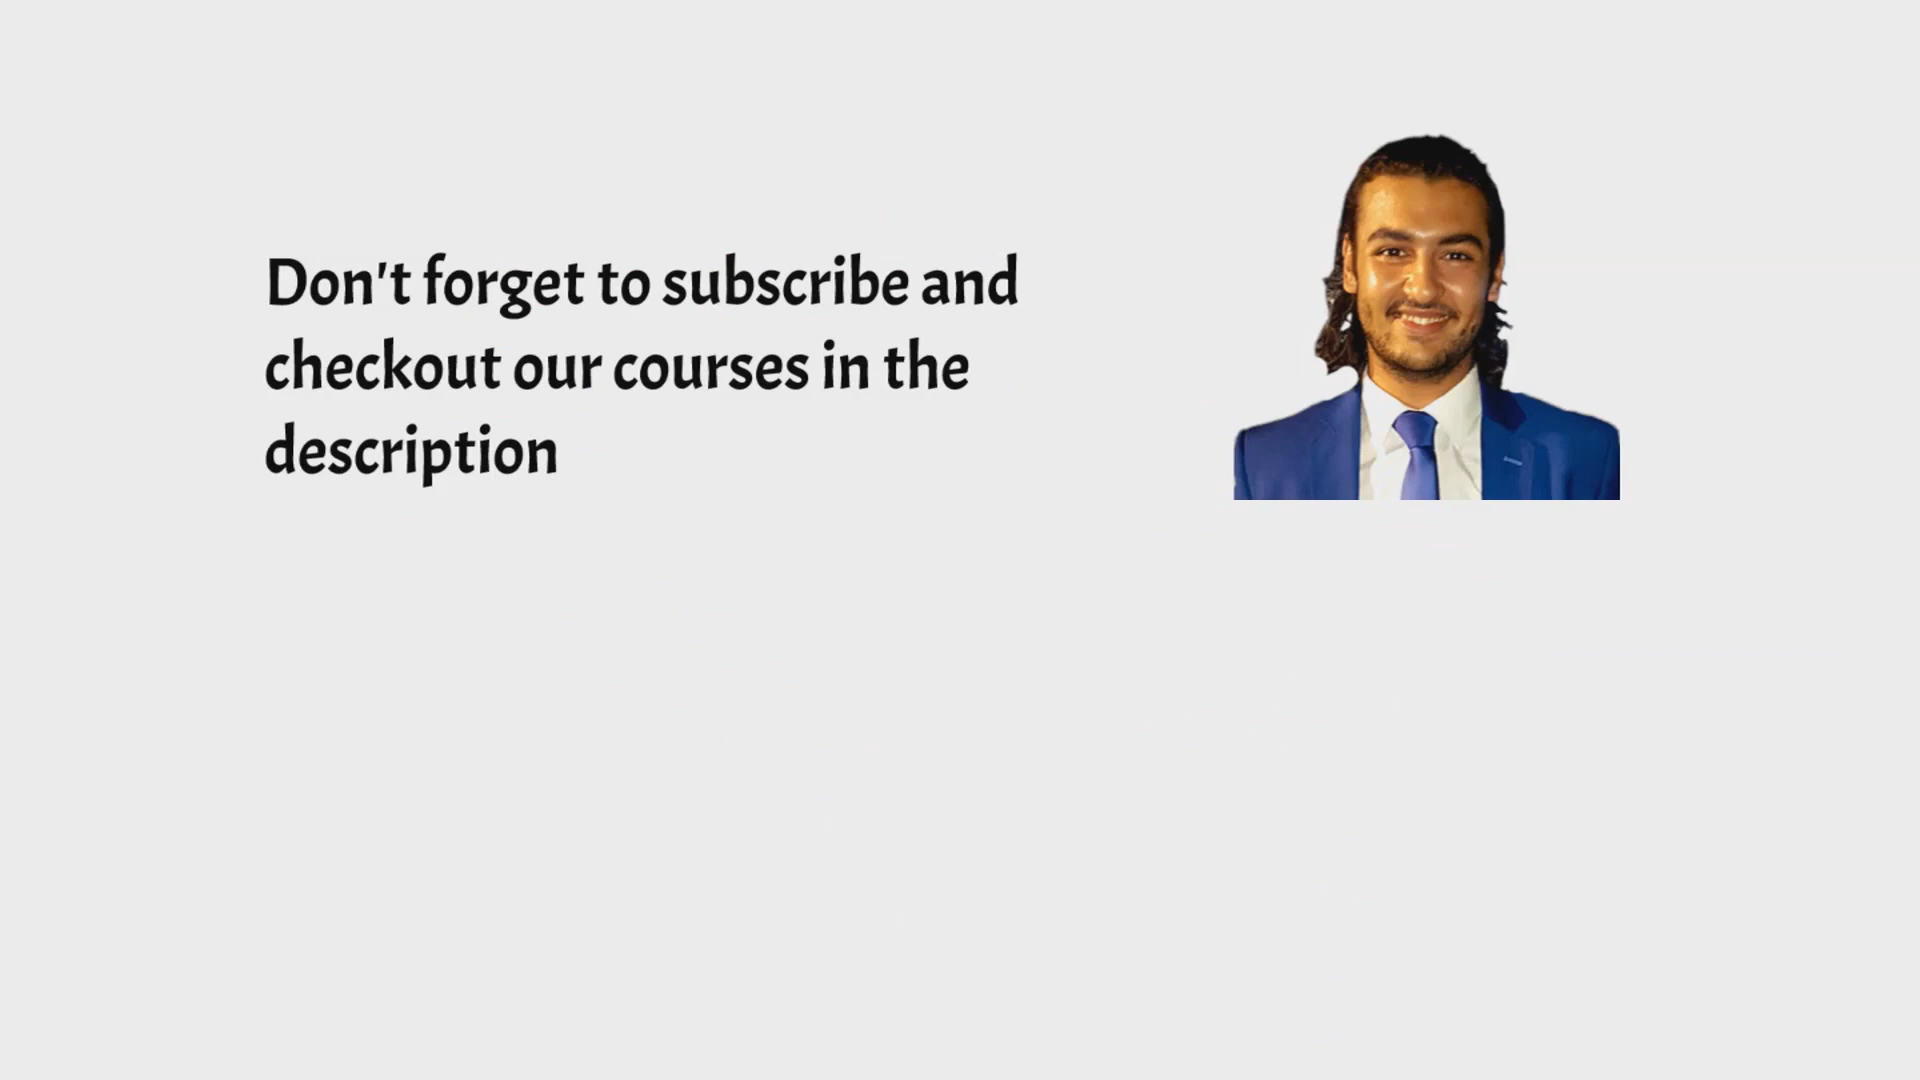 Don't forget to subscribe and
checkout our courses in the
description